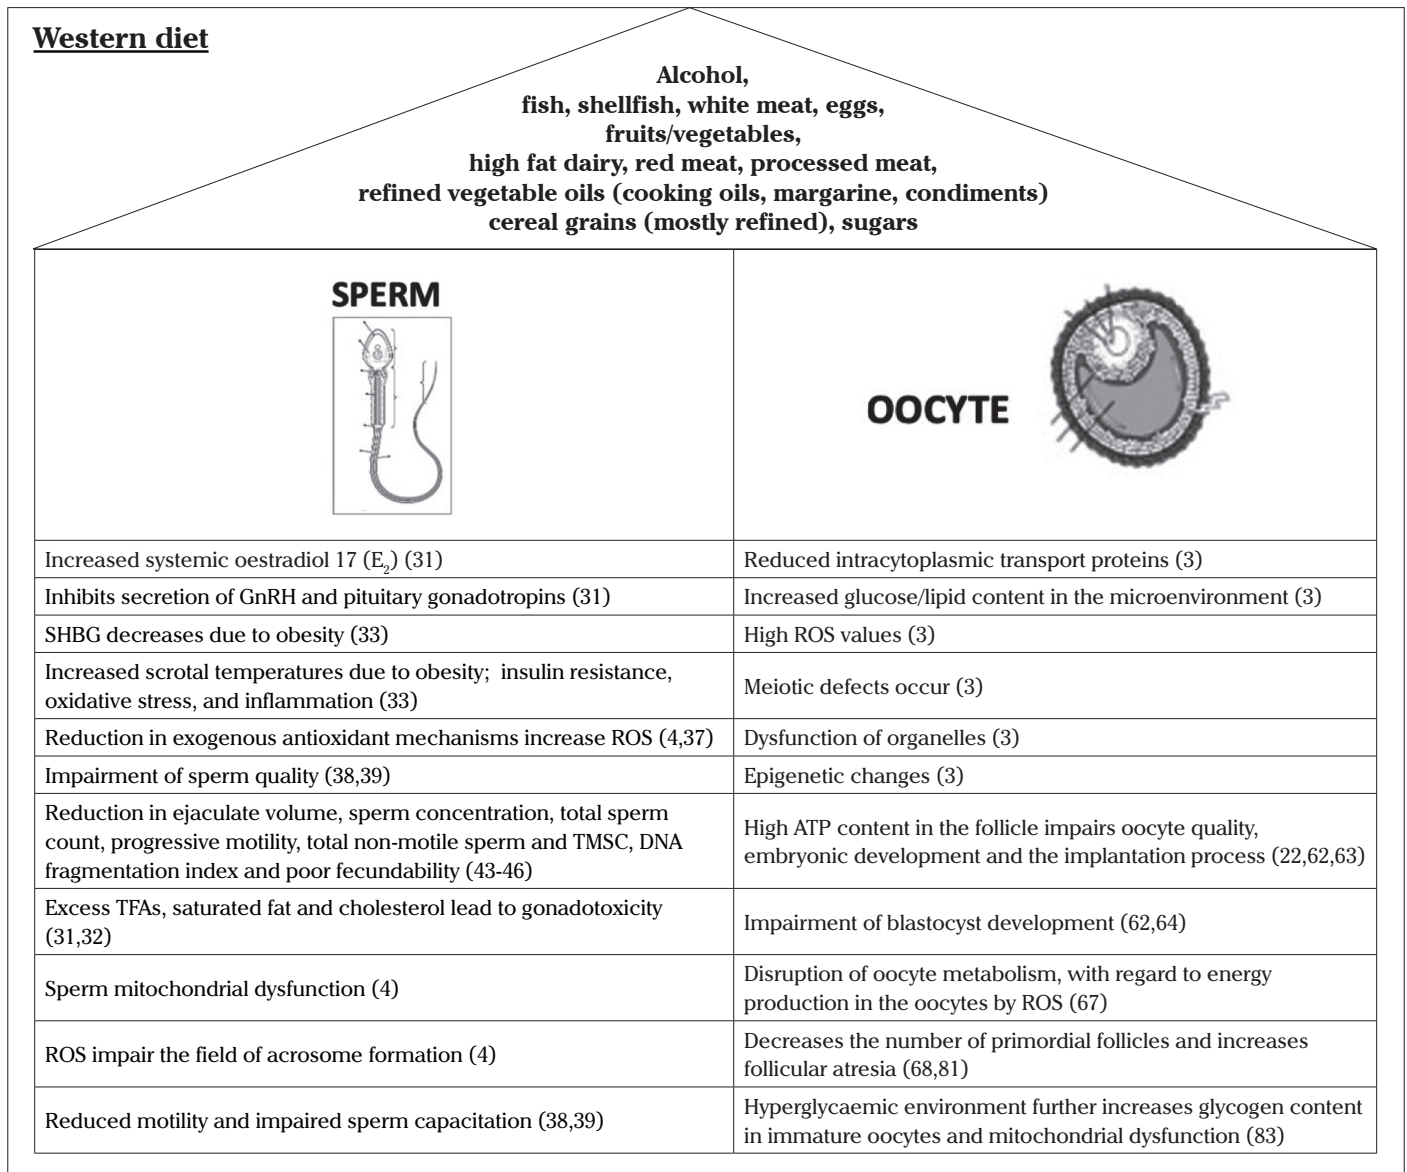 Western diet
Alcohol,
fish, shellfish, white meat, eggs,
fruits/vegetables,
high fat dairy, red meat, processed meat,
refined vegetable oils (cooking oils, margarine, condiments)
cereal grains (mostly refined), sugars
SPERM
OOCYTE
Increased systemic oestradiol 17 (E2) (31)
Reduced intracytoplasmic transport proteins (3)
Inhibits secretion of GnRH and pituitary gonadotropins (31)
Increased glucose/lipid content in the microenvironment (3)
SHBG decreases due to obesity (33)
High ROS values (3)
Increased scrotal temperatures due to obesity; insulin resistance,
oxidative stress, and inflammation (33)
Meiotic defects occur (3)
Reduction in exogenous antioxidant mechanisms increase ROS (4,37)
Dysfunction of organelles (3)
Impairment of sperm quality (38,39)
Epigenetic changes (3)
Reduction in ejaculate volume, sperm concentration, total sperm
count, progressive motility, total non-motile sperm and TMSC, DNA
fragmentation index and poor fecundability (43-46)
High ATP content in the follicle impairs oocyte quality,
embryonic development and the implantation process (22,62,63)
Excess TFAs, saturated fat and cholesterol lead to gonadotoxicity
(31,32)
Impairment of blastocyst development (62,64)
Sperm mitochondrial dysfunction (4)
Disruption of oocyte metabolism, with regard to energy
production in the oocytes by ROS (67)
ROS impair the field of acrosome formation (4)
Decreases the number of primordial follicles and increases
follicular atresia (68,81)
Reduced motility and impaired sperm capacitation (38,39)
Hyperglycaemic environment further increases glycogen content
in immature oocytes and mitochondrial dysfunction (83)